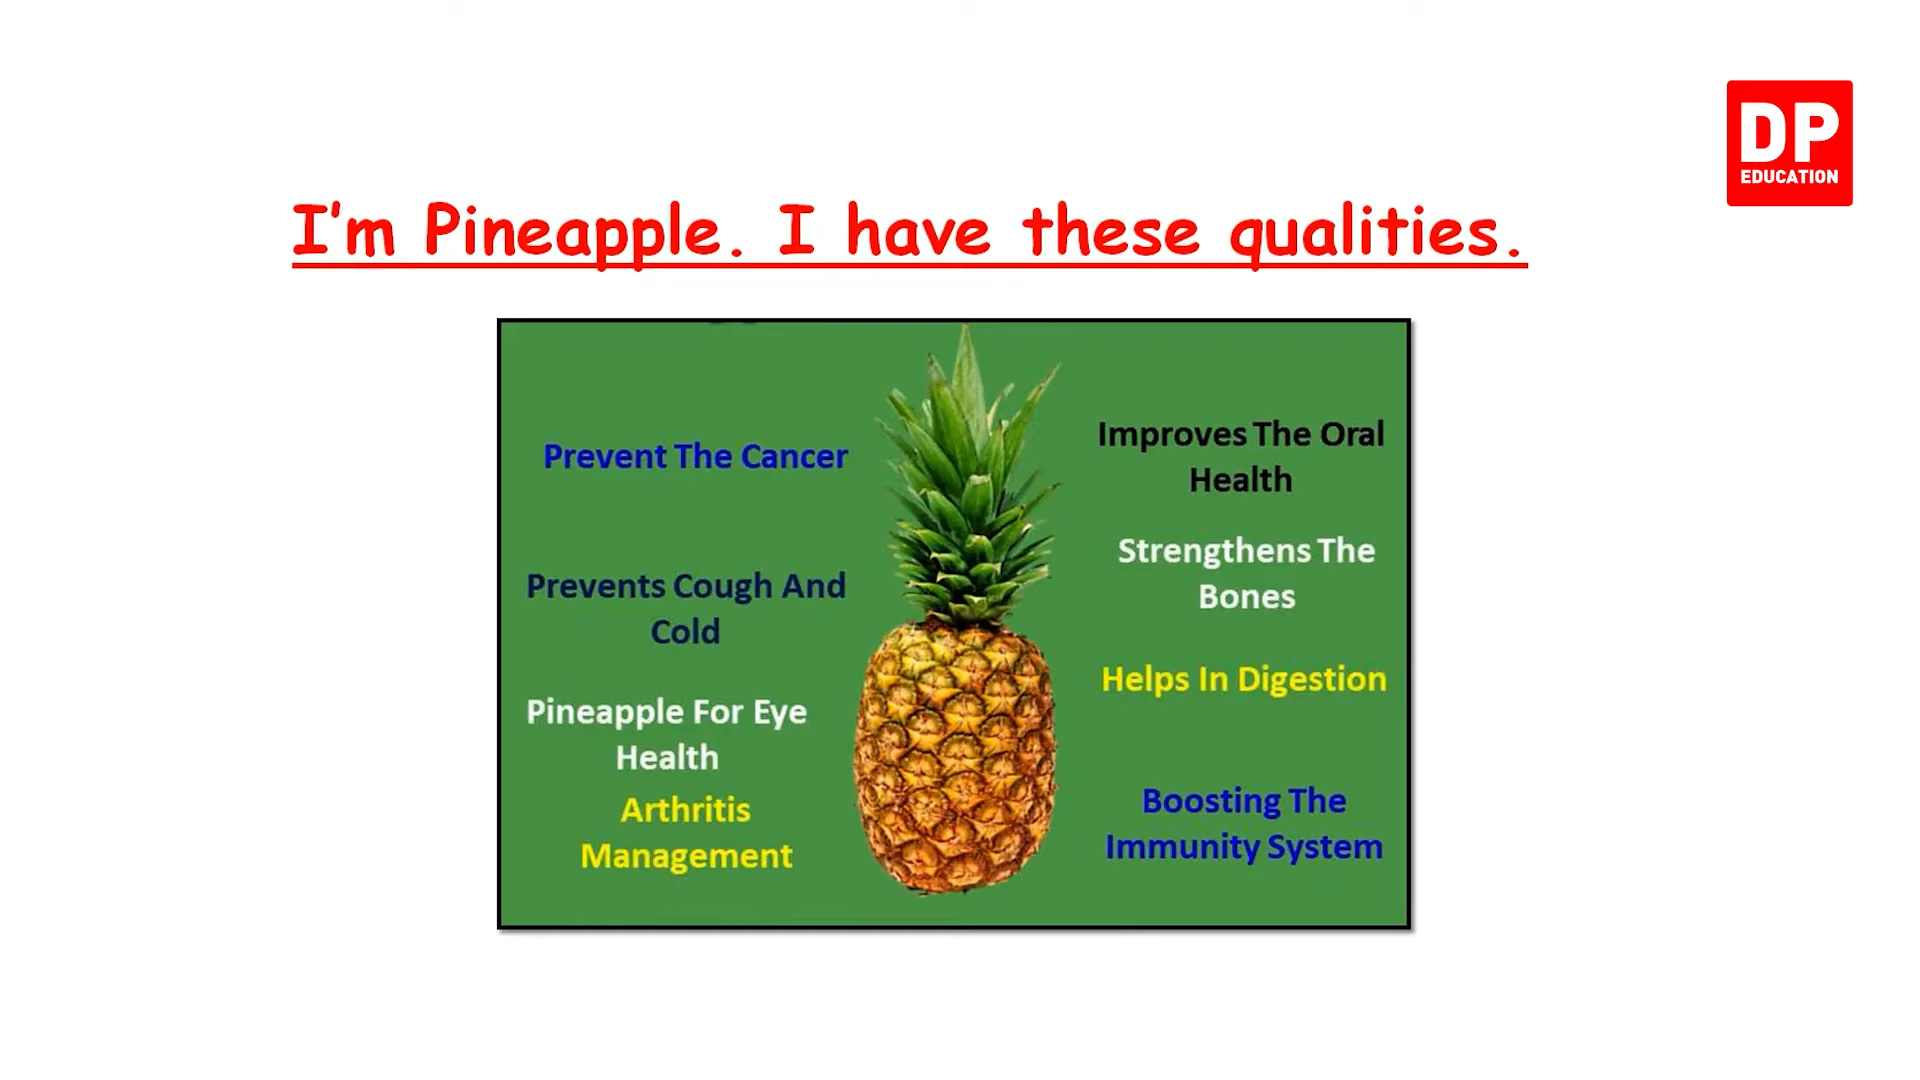 DP
EDUCATION
I'm Pineapple. I have these qualities.
Prevent The Cancer
Prevents Cough And
Cold
Pineapple For Eye
Health
Arthritis
Management
Improves The Oral
Health
Strengthens The
Bones
Helps In Digestion
Boosting The
Immunity System